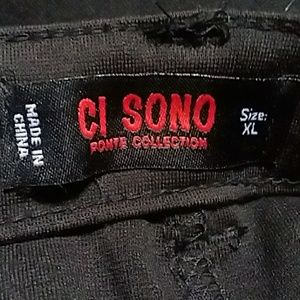 MADE IN
CHINA
CI SONO
PONTE COLLECTION
Size:
XL